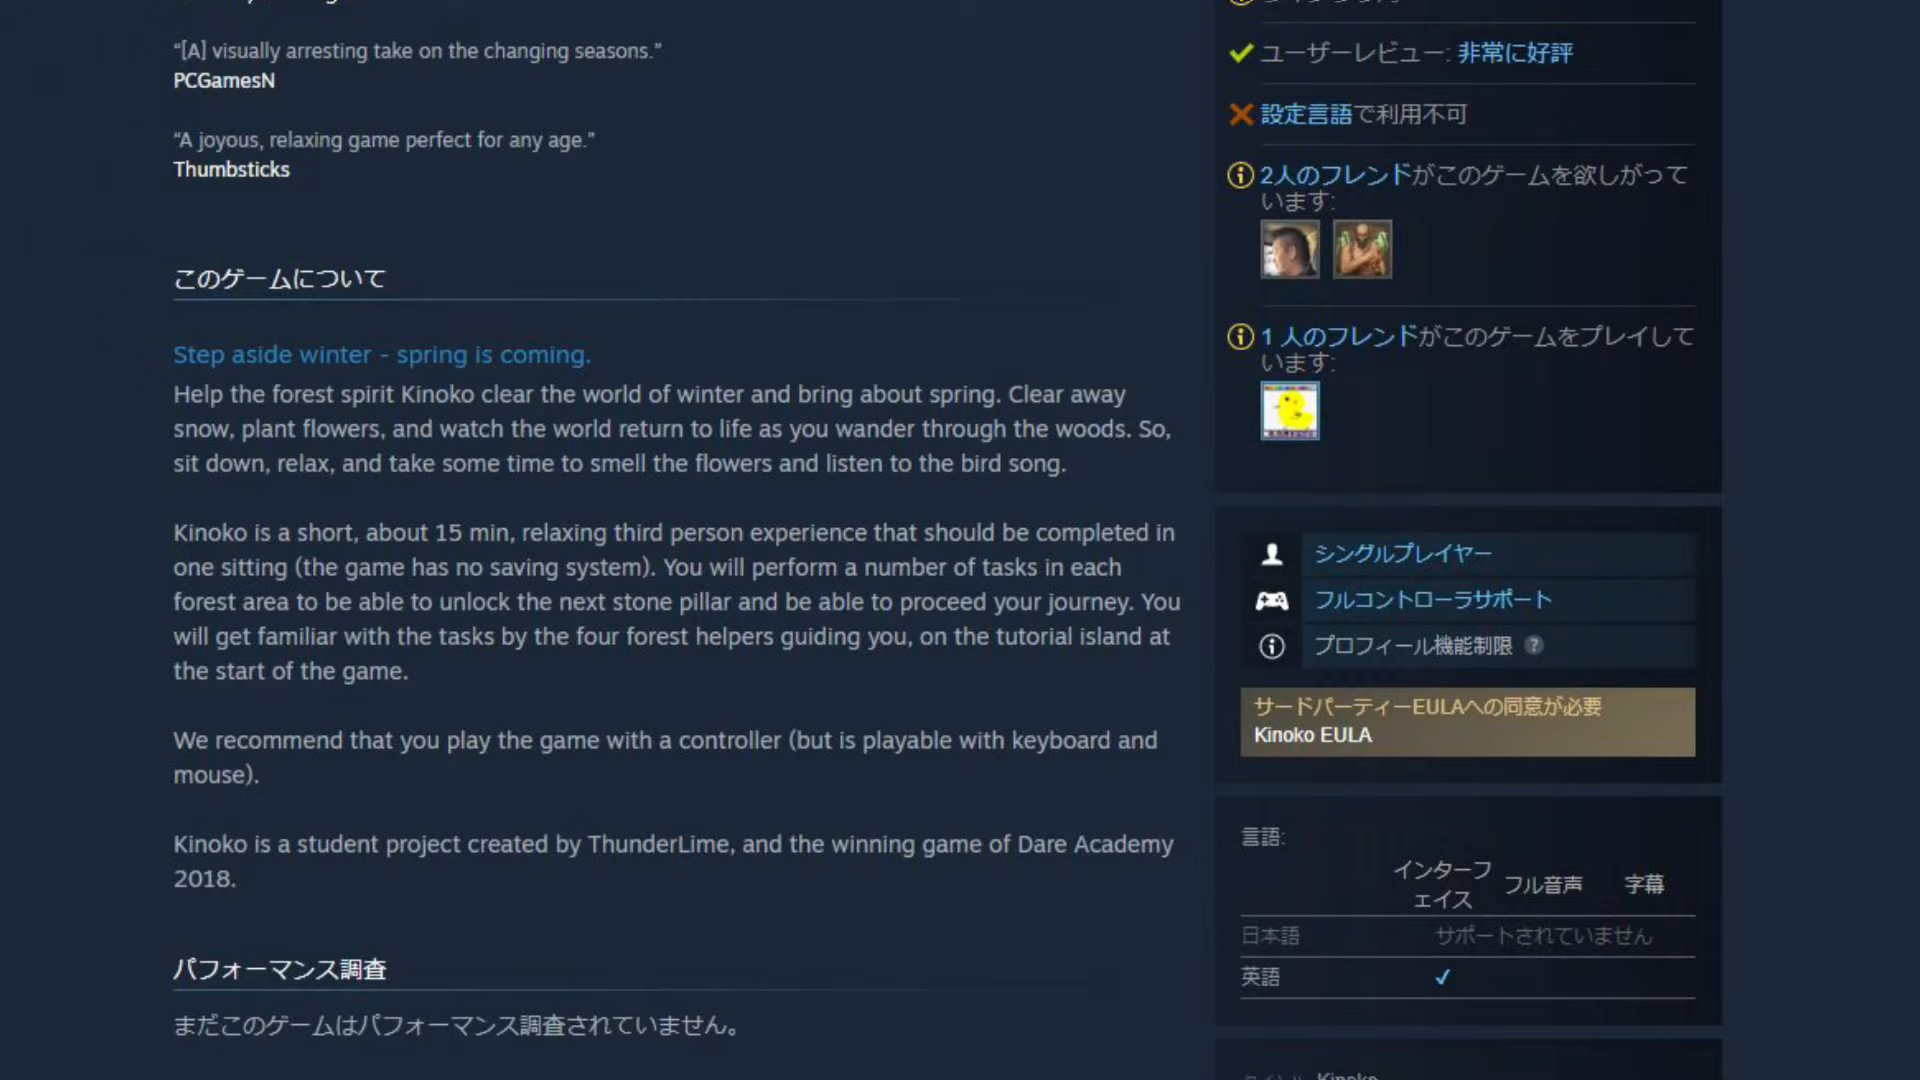 “[A] visually arresting take on the changing seasons.”
PCGamesN
“A joyous, relaxing game perfect for any age.”
Thumbsticks
このゲームについて
Step aside winter - spring is coming.
Help the forest spirit Kinoko clear the world of winter and bring about spring. Clear away
snow, plant flowers, and watch the world return to life as you wander through the woods. So,
sit down, relax, and take some time to smell the flowers and listen to the bird song.
Kinoko is a short, about 15 min, relaxing third person experience that should be completed in
one sitting (the game has no saving system). You will perform a number of tasks in each
forest area to be able to unlock the next stone pillar and be able to proceed your journey. You
will get familiar with the tasks by the four forest helpers guiding you, on the tutorial island at
the start of the game.
We recommend that you play the game with a controller (but is playable with keyboard and
mouse).
Kinoko is a student project created by ThunderLime, and the winning game of Dare Academy
2018.
パフォーマンス調査
まだこのゲームはパフォーマンス調査されていません。
ユーザーレビュー: 非常に好評
設定言語で利用不可
2人のフレンドがこのゲームを欲しがって
います:
1 人のフレンドがこのゲームをプレイして
います:
シングルプレイヤー
フルコントローラサポート
プロフィール機能制限 ?
サードパーティーEULAへの同意が必要
Kinoko EULA
言語:
インターフ
ェイス
フル音声
字幕
日本語 サポートされていません
英語 ✓
Kinoko